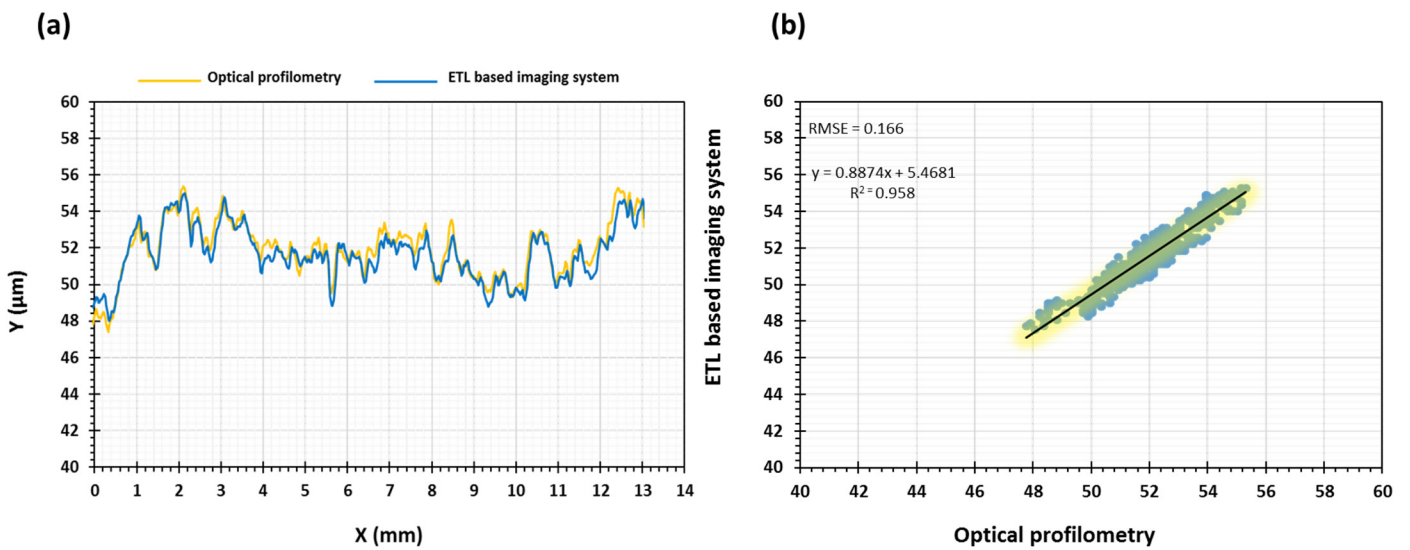 (a)
(b)
Optical profilometry
ETL based imaging system
60
58
56
54
52
50
48
46
44
42
40
Y (µm)
0 1 2 3 4 5 6 7 8 9 10 11 12 13 14
X (mm)
ETL based imaging system
60
58
56
54
52
50
48
46
44
42
40
RMSE = 0.166
y = 0.8874x + 5.4681
R² = 0.958
40 42 44 46 48 50 52 54 56 58 60
Optical profilometry